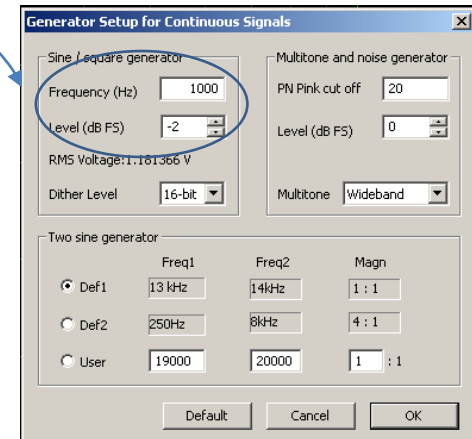 Generator Setup for Continuous Signals
Sine / square generator
Frequency (Hz) 1000
Level (dB FS) -2
RMS Voltage:1.181366 V
Dither Level 16-bit
Multitone and noise generator
PN Pink cut off 20
Level (dB FS) 0
Multitone Wideband
Two sine generator
Freq1 Freq2 Magn
Def1 13 kHz 14kHz 1 : 1
Def2 250Hz 8kHz 4 : 1
User 19000 20000 1 : 1
Default Cancel OK